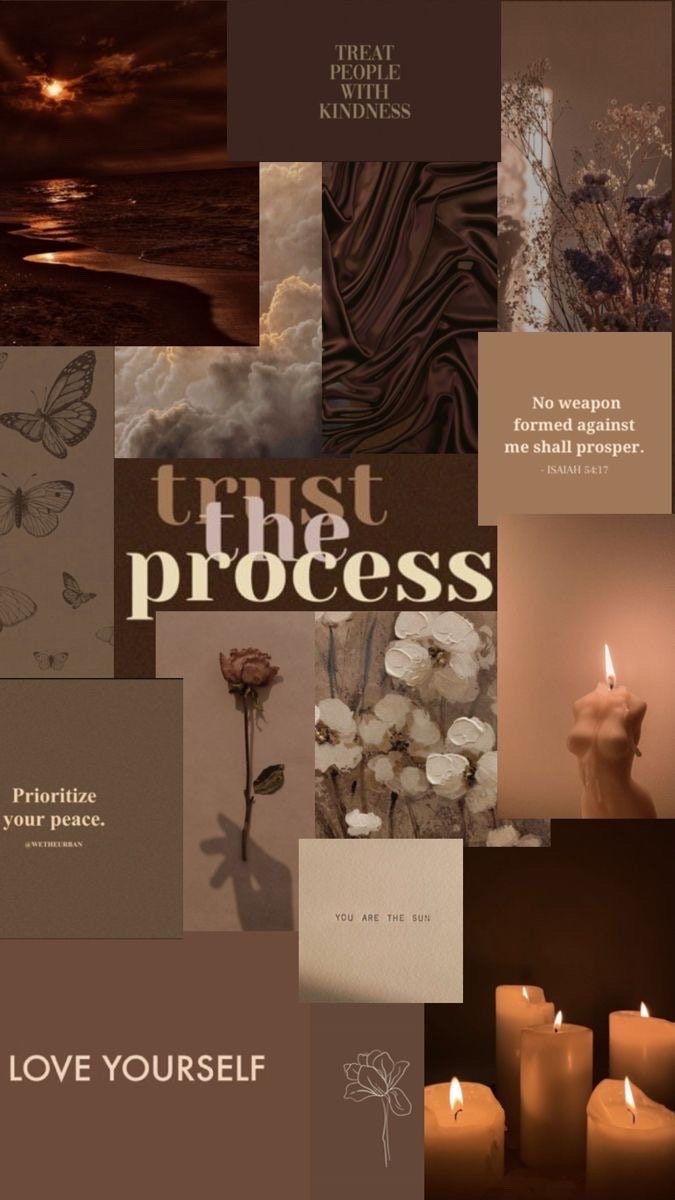 TREAT
PEOPLE
WITH
KINDNESS
No weapon
formed against
me shall prosper.
- ISAIAH 54:17
trust
the
process
Prioritize
your peace.
@WETHEURBAN
YOU ARE THE SUN
LOVE YOURSELF